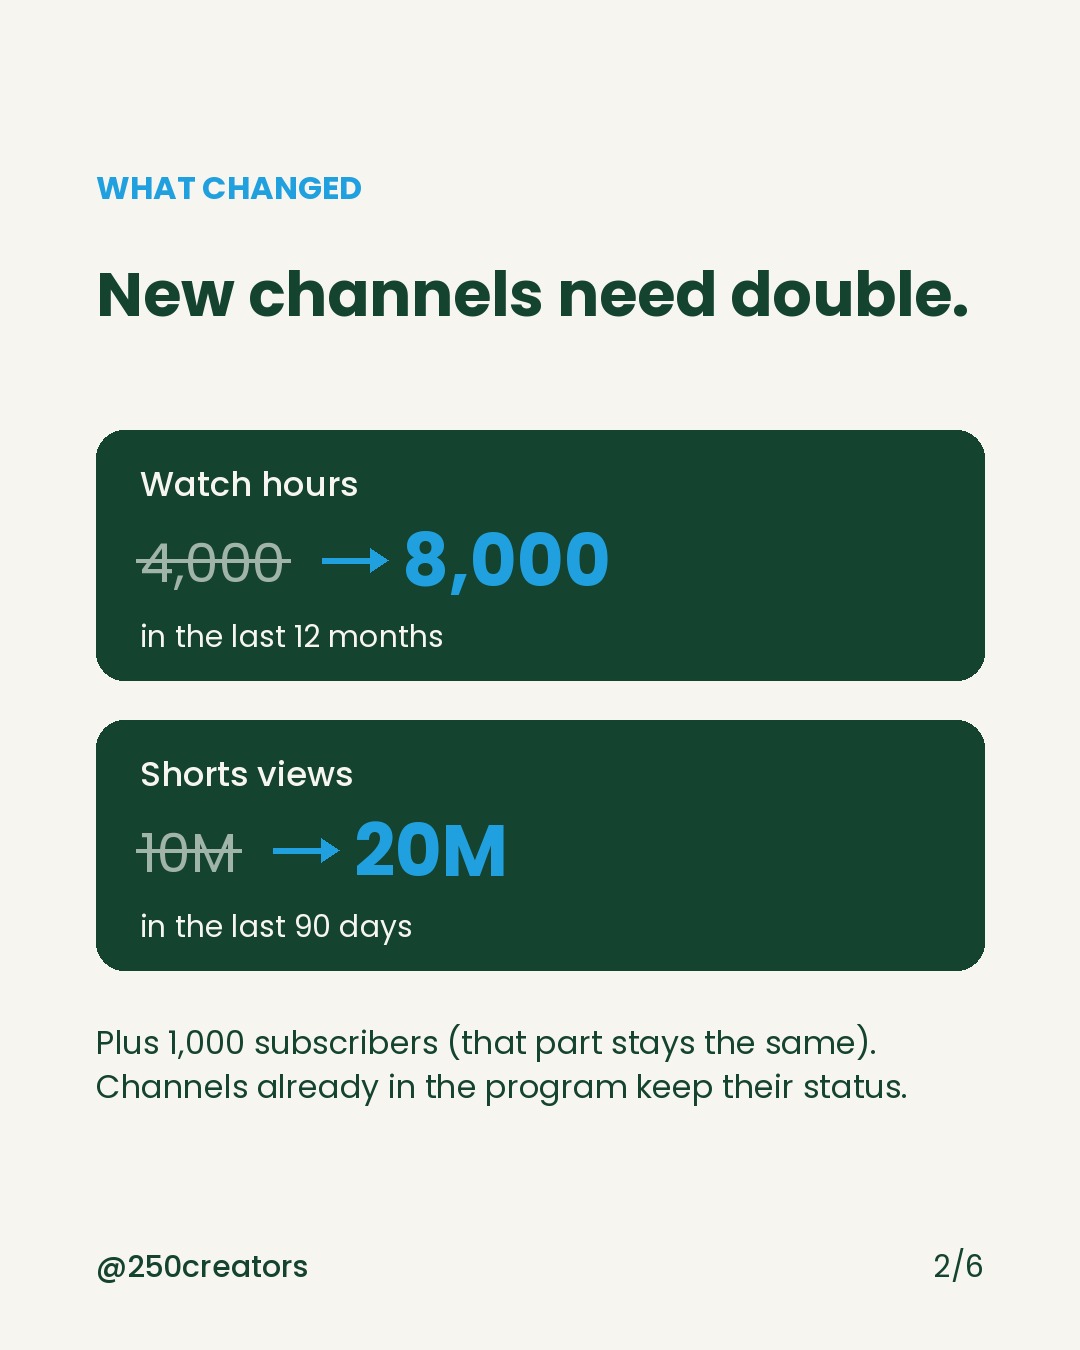 WHAT CHANGED
New channels need double.
Watch hours
4,000 → 8,000
in the last 12 months
Shorts views
10M → 20M
in the last 90 days
Plus 1,000 subscribers (that part stays the same).
Channels already in the program keep their status.
@250creators
2/6